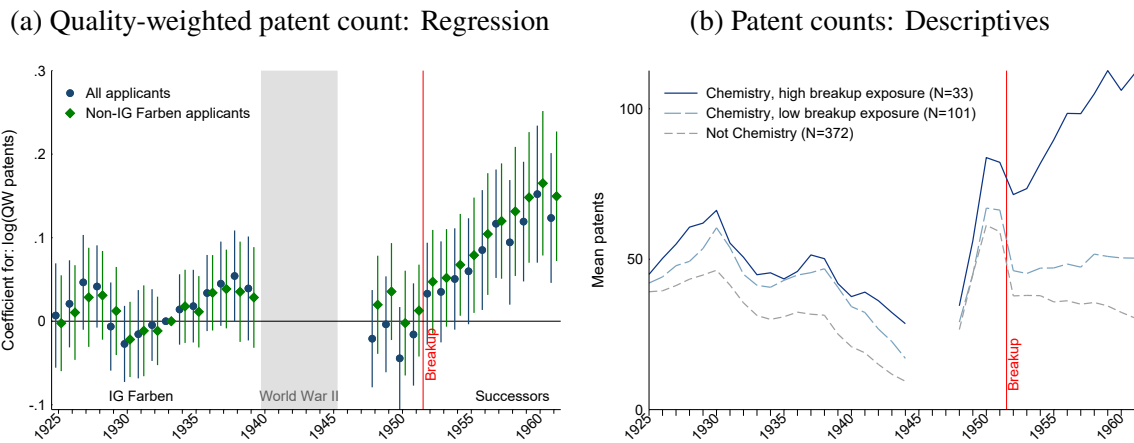 (a) Quality-weighted patent count: Regression
Coefficient for: log(QW patents)
.3
.2
.1
0
-.1
All applicants
Non-IG Farben applicants
IG Farben
World War II
Breakup
Successors
1925
1930
1935
1940
1945
1950
1955
1960
(b) Patent counts: Descriptives
Mean patents
100
50
0
Chemistry, high breakup exposure (N=33)
Chemistry, low breakup exposure (N=101)
Not Chemistry (N=372)
Breakup
1925
1930
1935
1940
1945
1950
1955
1960